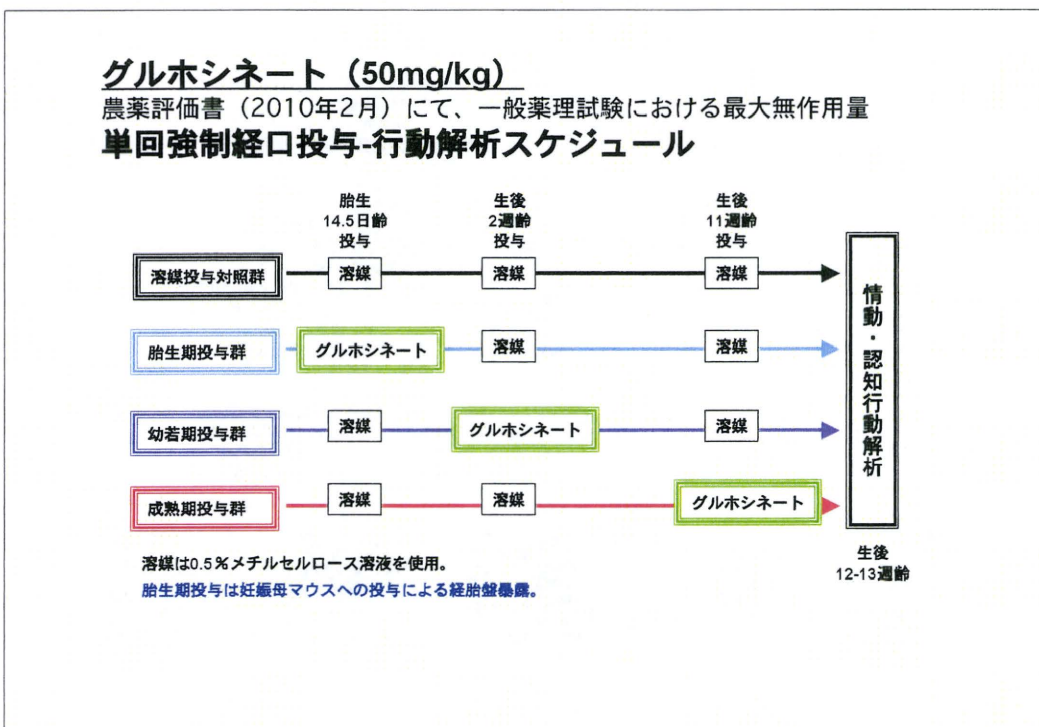 グルホシネート（50mg/kg）
農薬評価書（2010年2月）にて、一般薬理試験における最大無作用量
単回強制経口投与-行動解析スケジュール
胎生
14.5日齢
投与
生後
2週齢
投与
生後
11週齢
投与
溶媒投与対照群
溶媒
溶媒
溶媒
胎生期投与群
グルホシネート
溶媒
溶媒
幼若期投与群
溶媒
グルホシネート
溶媒
成熟期投与群
溶媒
溶媒
グルホシネート
情動・認知行動解析
生後
12-13週齢
溶媒は0.5％メチルセルロース溶液を使用。
胎生期投与は妊娠母マウスへの投与による経胎盤暴露。